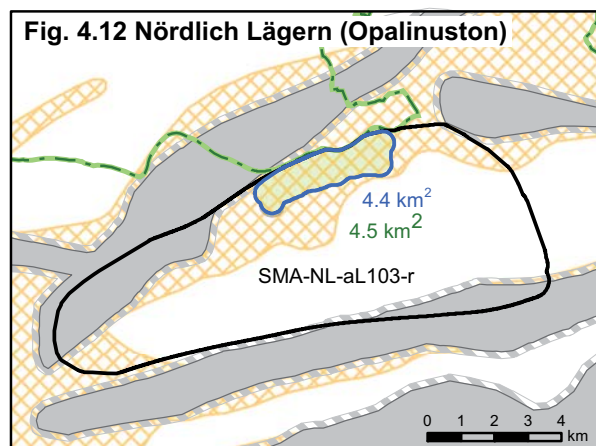 Fig. 4.12 Nördlich Lägern (Opalinuston)
4.4 km²
4.5 km²
SMA-NL-aL103-r
0 1 2 3 4
km